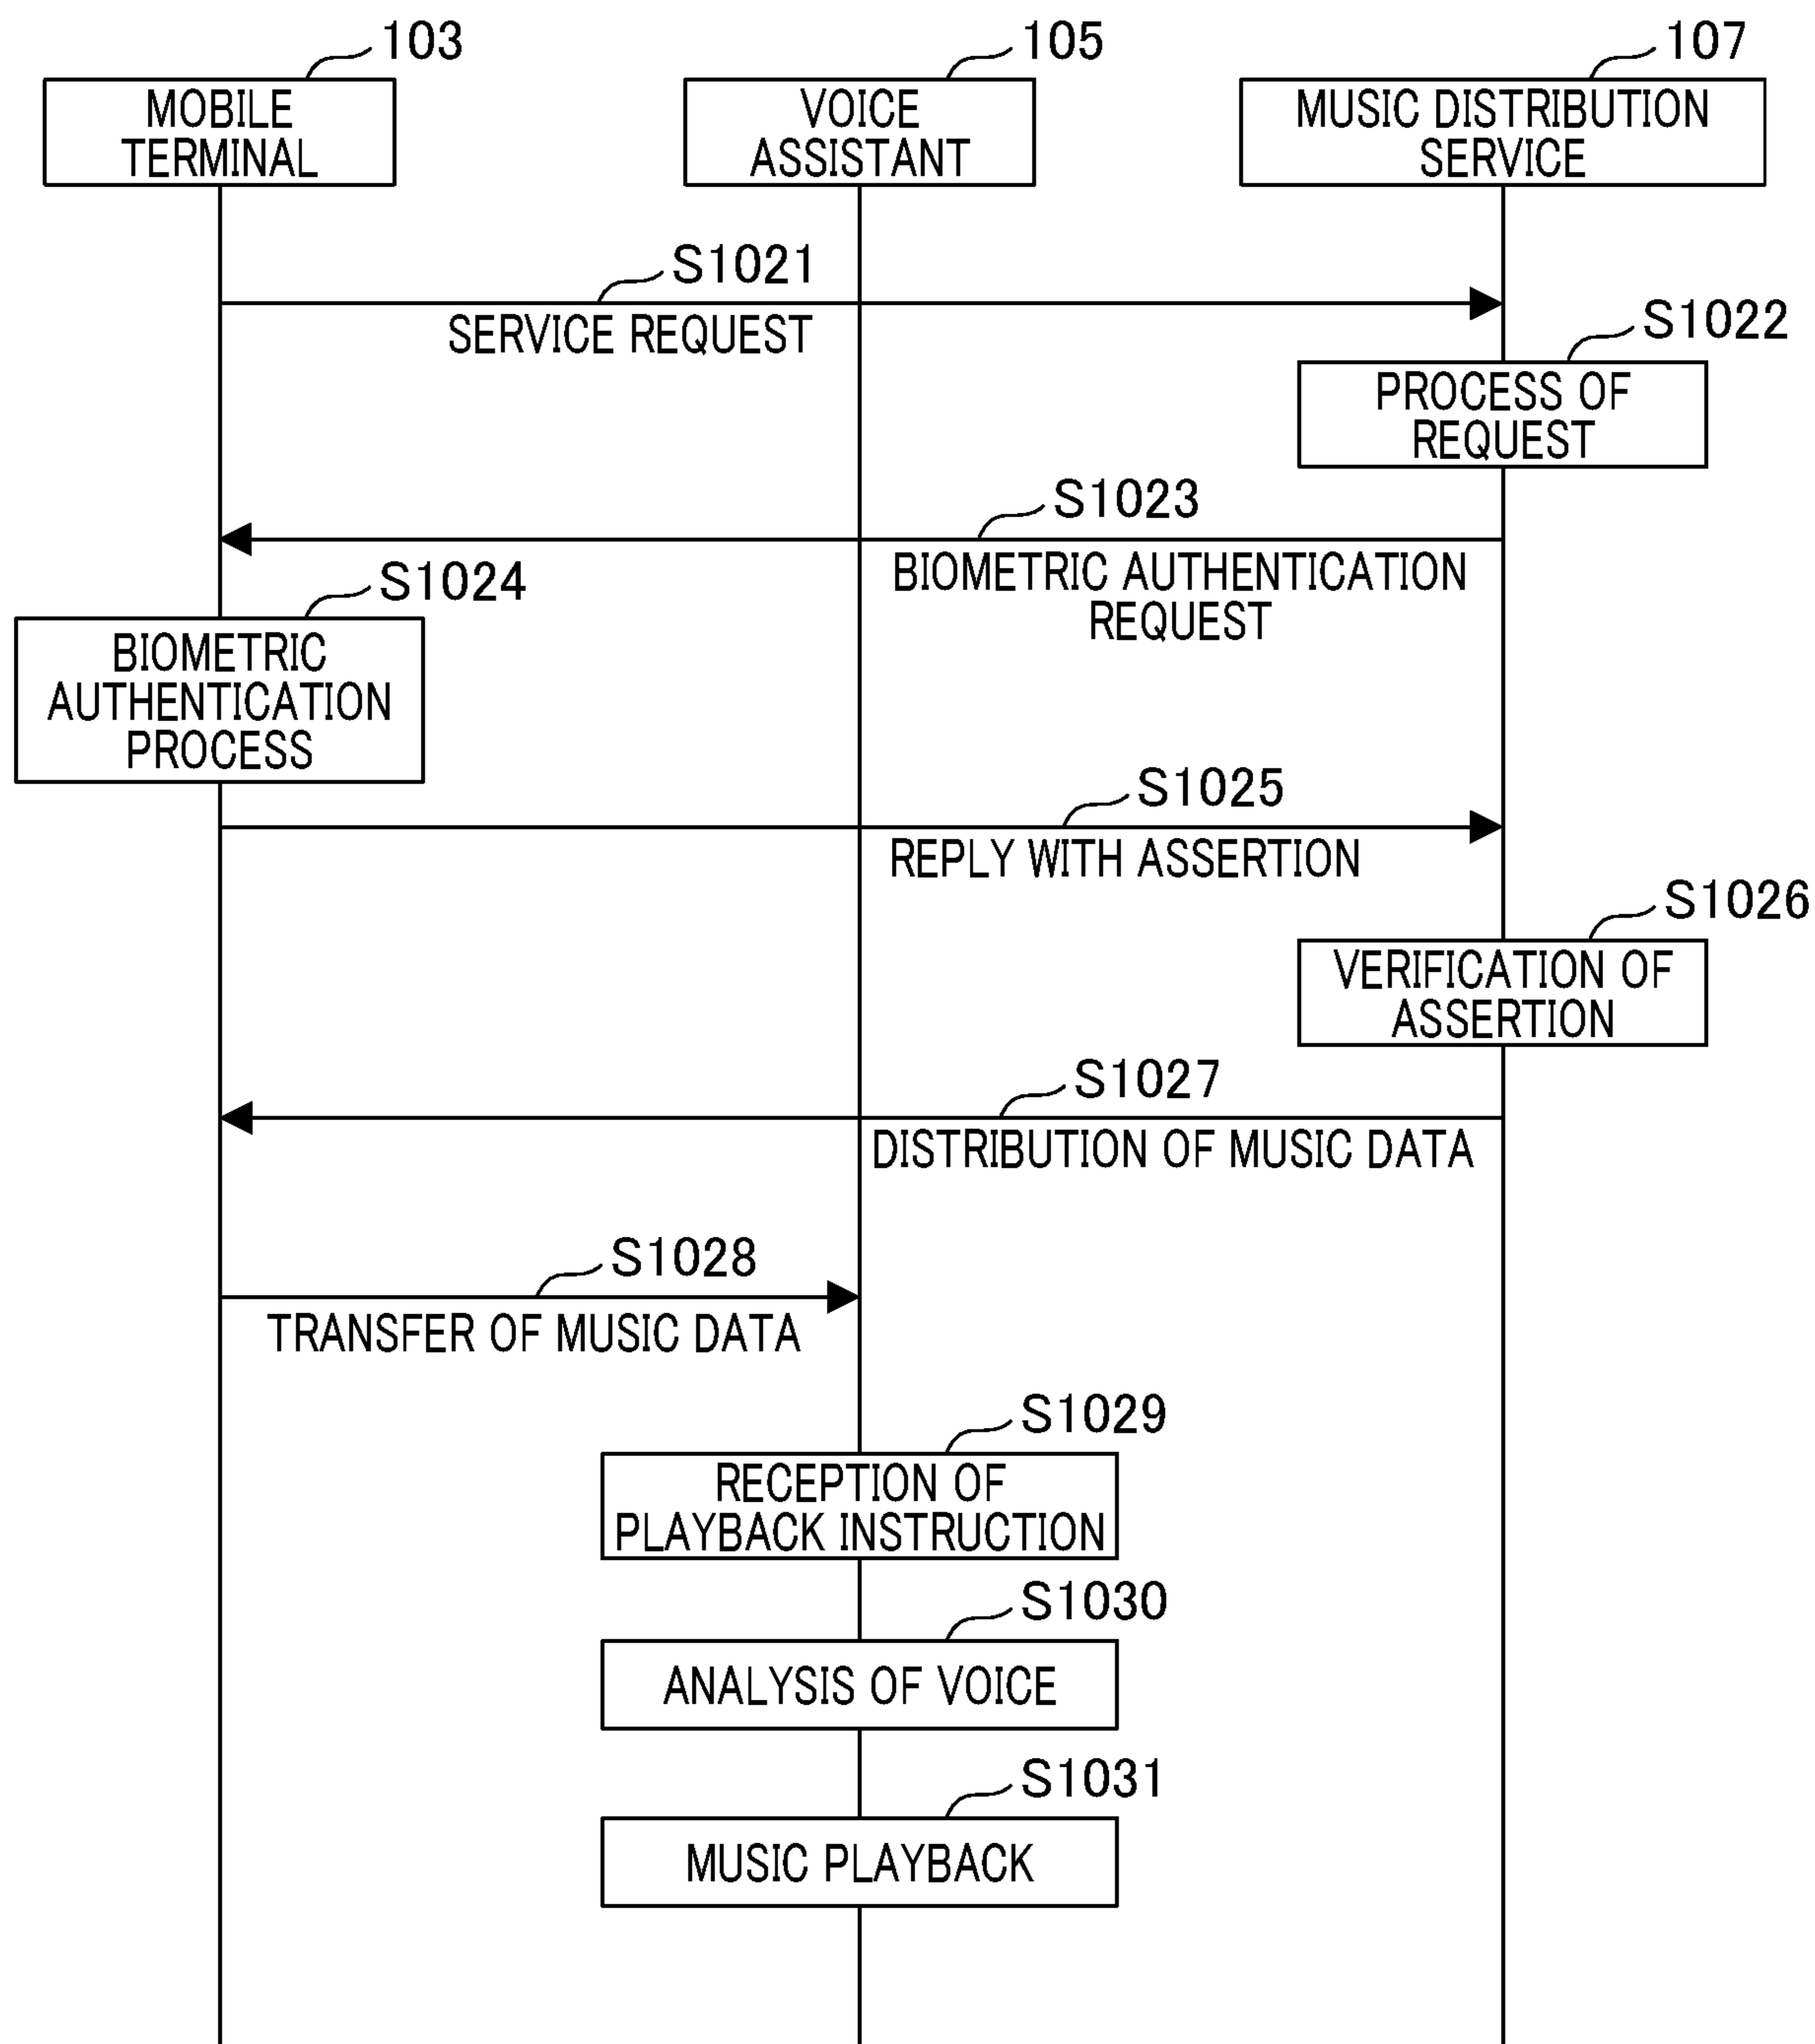 103
105
107
MOBILE
TERMINAL
VOICE
ASSISTANT
MUSIC DISTRIBUTION
SERVICE
S1021
SERVICE REQUEST
S1022
PROCESS OF
REQUEST
S1023
BIOMETRIC AUTHENTICATION
REQUEST
S1024
BIOMETRIC
AUTHENTICATION
PROCESS
S1025
REPLY WITH ASSERTION
S1026
VERIFICATION OF
ASSERTION
S1027
DISTRIBUTION OF MUSIC DATA
S1028
TRANSFER OF MUSIC DATA
S1029
RECEPTION OF
PLAYBACK INSTRUCTION
S1030
ANALYSIS OF VOICE
S1031
MUSIC PLAYBACK